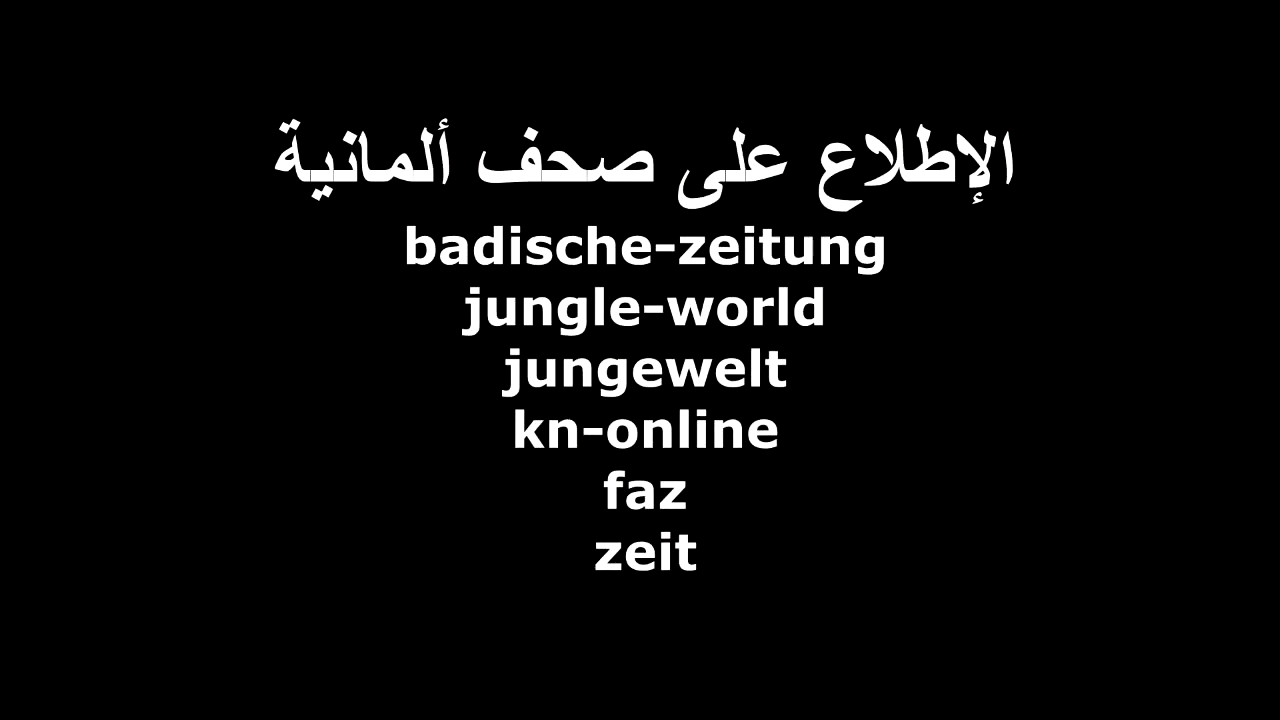 الإطلاع على صحف ألمانية
badische-zeitung
jungle-world
jungewelt
kn-online
faz
zeit